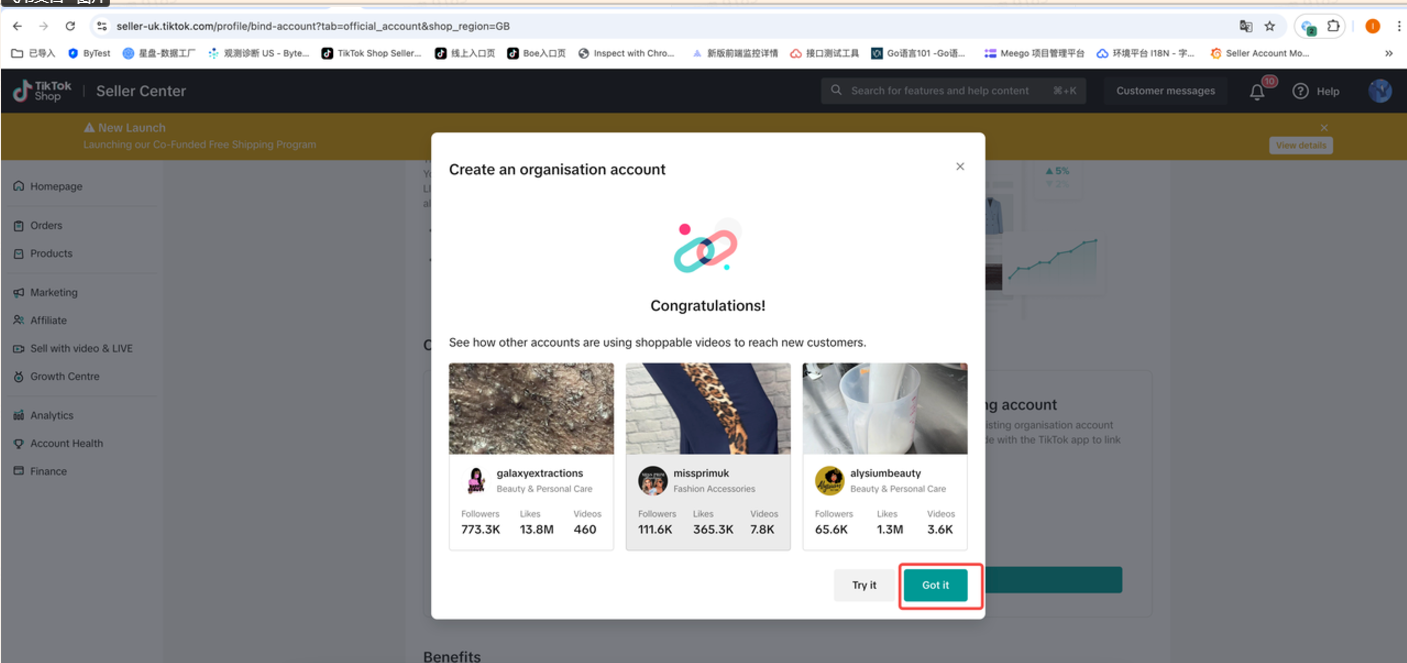 seller-uk.tiktok.com/profile/bind-account?tab=official_account&shop_region=GB
已导入 ByTest 星盘-数据工厂 观测诊断 US - Byte... TikTok Shop Seller... 线上入口页 Boe入口页 Inspect with Chro... 新版前端监控详情 接口测试工具 Go语言101 -Go语... Meego 项目管理平台 环境平台 I18N - 字... Seller Account Mo... »
TikTok Shop | Seller Center
Search for features and help content ⌘+K
Customer messages
10
Help
New Launch
Launching our Co-Funded Free Shipping Program
View details
Homepage
Orders
Products
Marketing
Affiliate
Sell with video & LIVE
Growth Centre
Analytics
Account Health
Finance
Create an organisation account
Congratulations!
See how other accounts are using shoppable videos to reach new customers.
galaxyextractions
Beauty & Personal Care
Followers Likes Videos
773.3K 13.8M 460
missprimuk
Fashion Accessories
Followers Likes Videos
111.6K 365.3K 7.8K
alysiumbeauty
Beauty & Personal Care
Followers Likes Videos
65.6K 1.3M 3.6K
Try it
Got it
5%
2%
ng account
isting organisation account
de with the TikTok app to link
Benefits